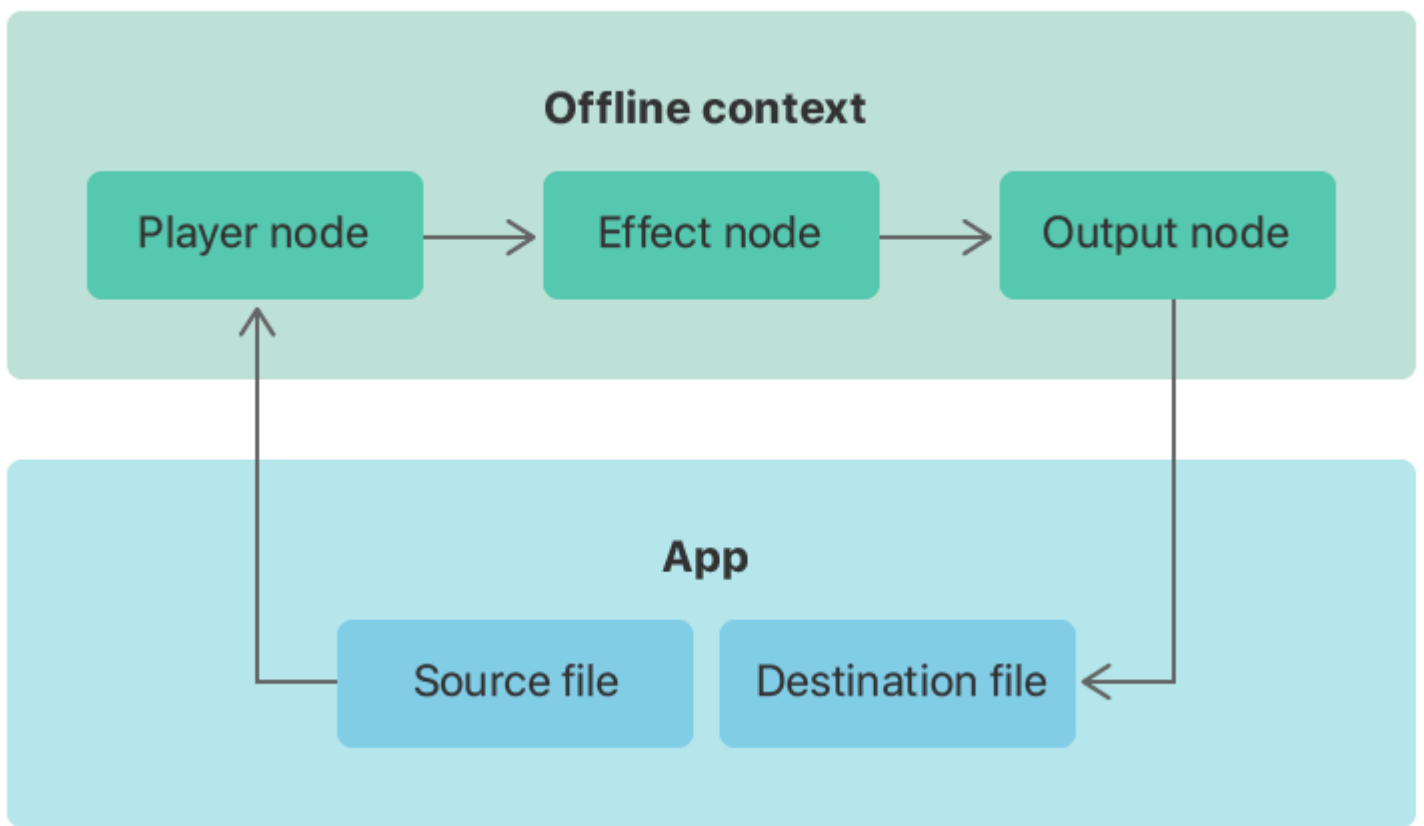 Offline context
Player node
Effect node
Output node
App
Source file
Destination file